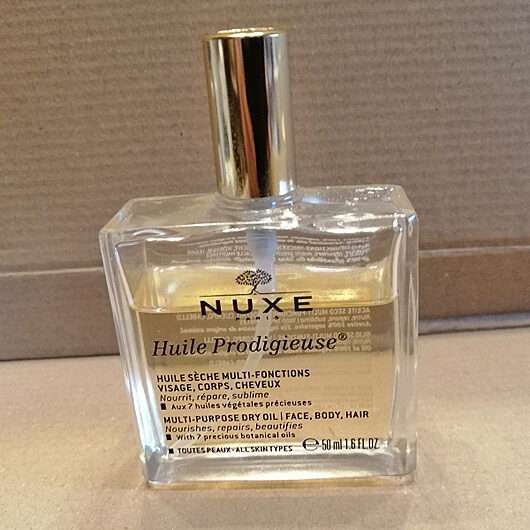 NUXE
PARIS
Huile Prodigieuse®
HUILE SÈCHE MULTI-FONCTIONS
VISAGE, CORPS, CHEVEUX
Nourrit, répare, sublime
■ Aux 7 huiles végétales précieuses
MULTI-PURPOSE DRY OIL | FACE, BODY, HAIR
Nourishes, repairs, beautifies
■ With 7 precious botanical oils
■ TOUTES PEAUX - ALL SKIN TYPES
℮ 50 ml 1.6 FL.OZ.